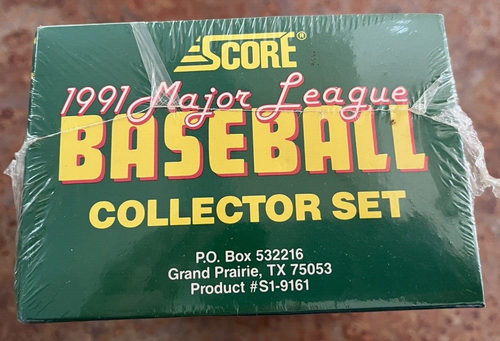 SCORE®
1991 Major League
BASEBALL
COLLECTOR SET
P.O. Box 532216
Grand Prairie, TX 75053
Product #S1-9161